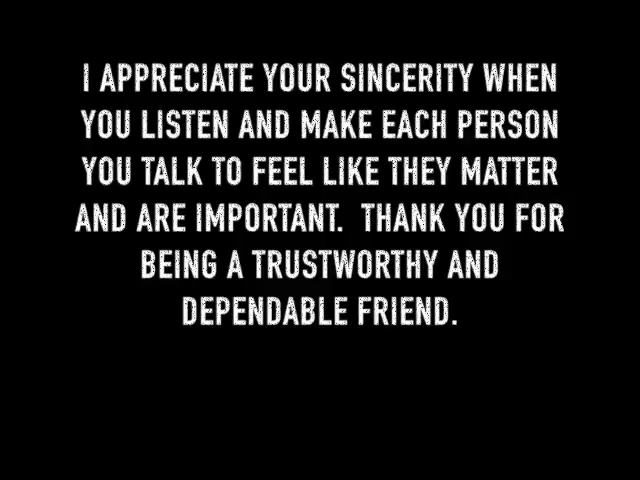 I APPRECIATE YOUR SINCERITY WHEN
YOU LISTEN AND MAKE EACH PERSON
YOU TALK TO FEEL LIKE THEY MATTER
AND ARE IMPORTANT.  THANK YOU FOR
BEING A TRUSTWORTHY AND
DEPENDABLE FRIEND.